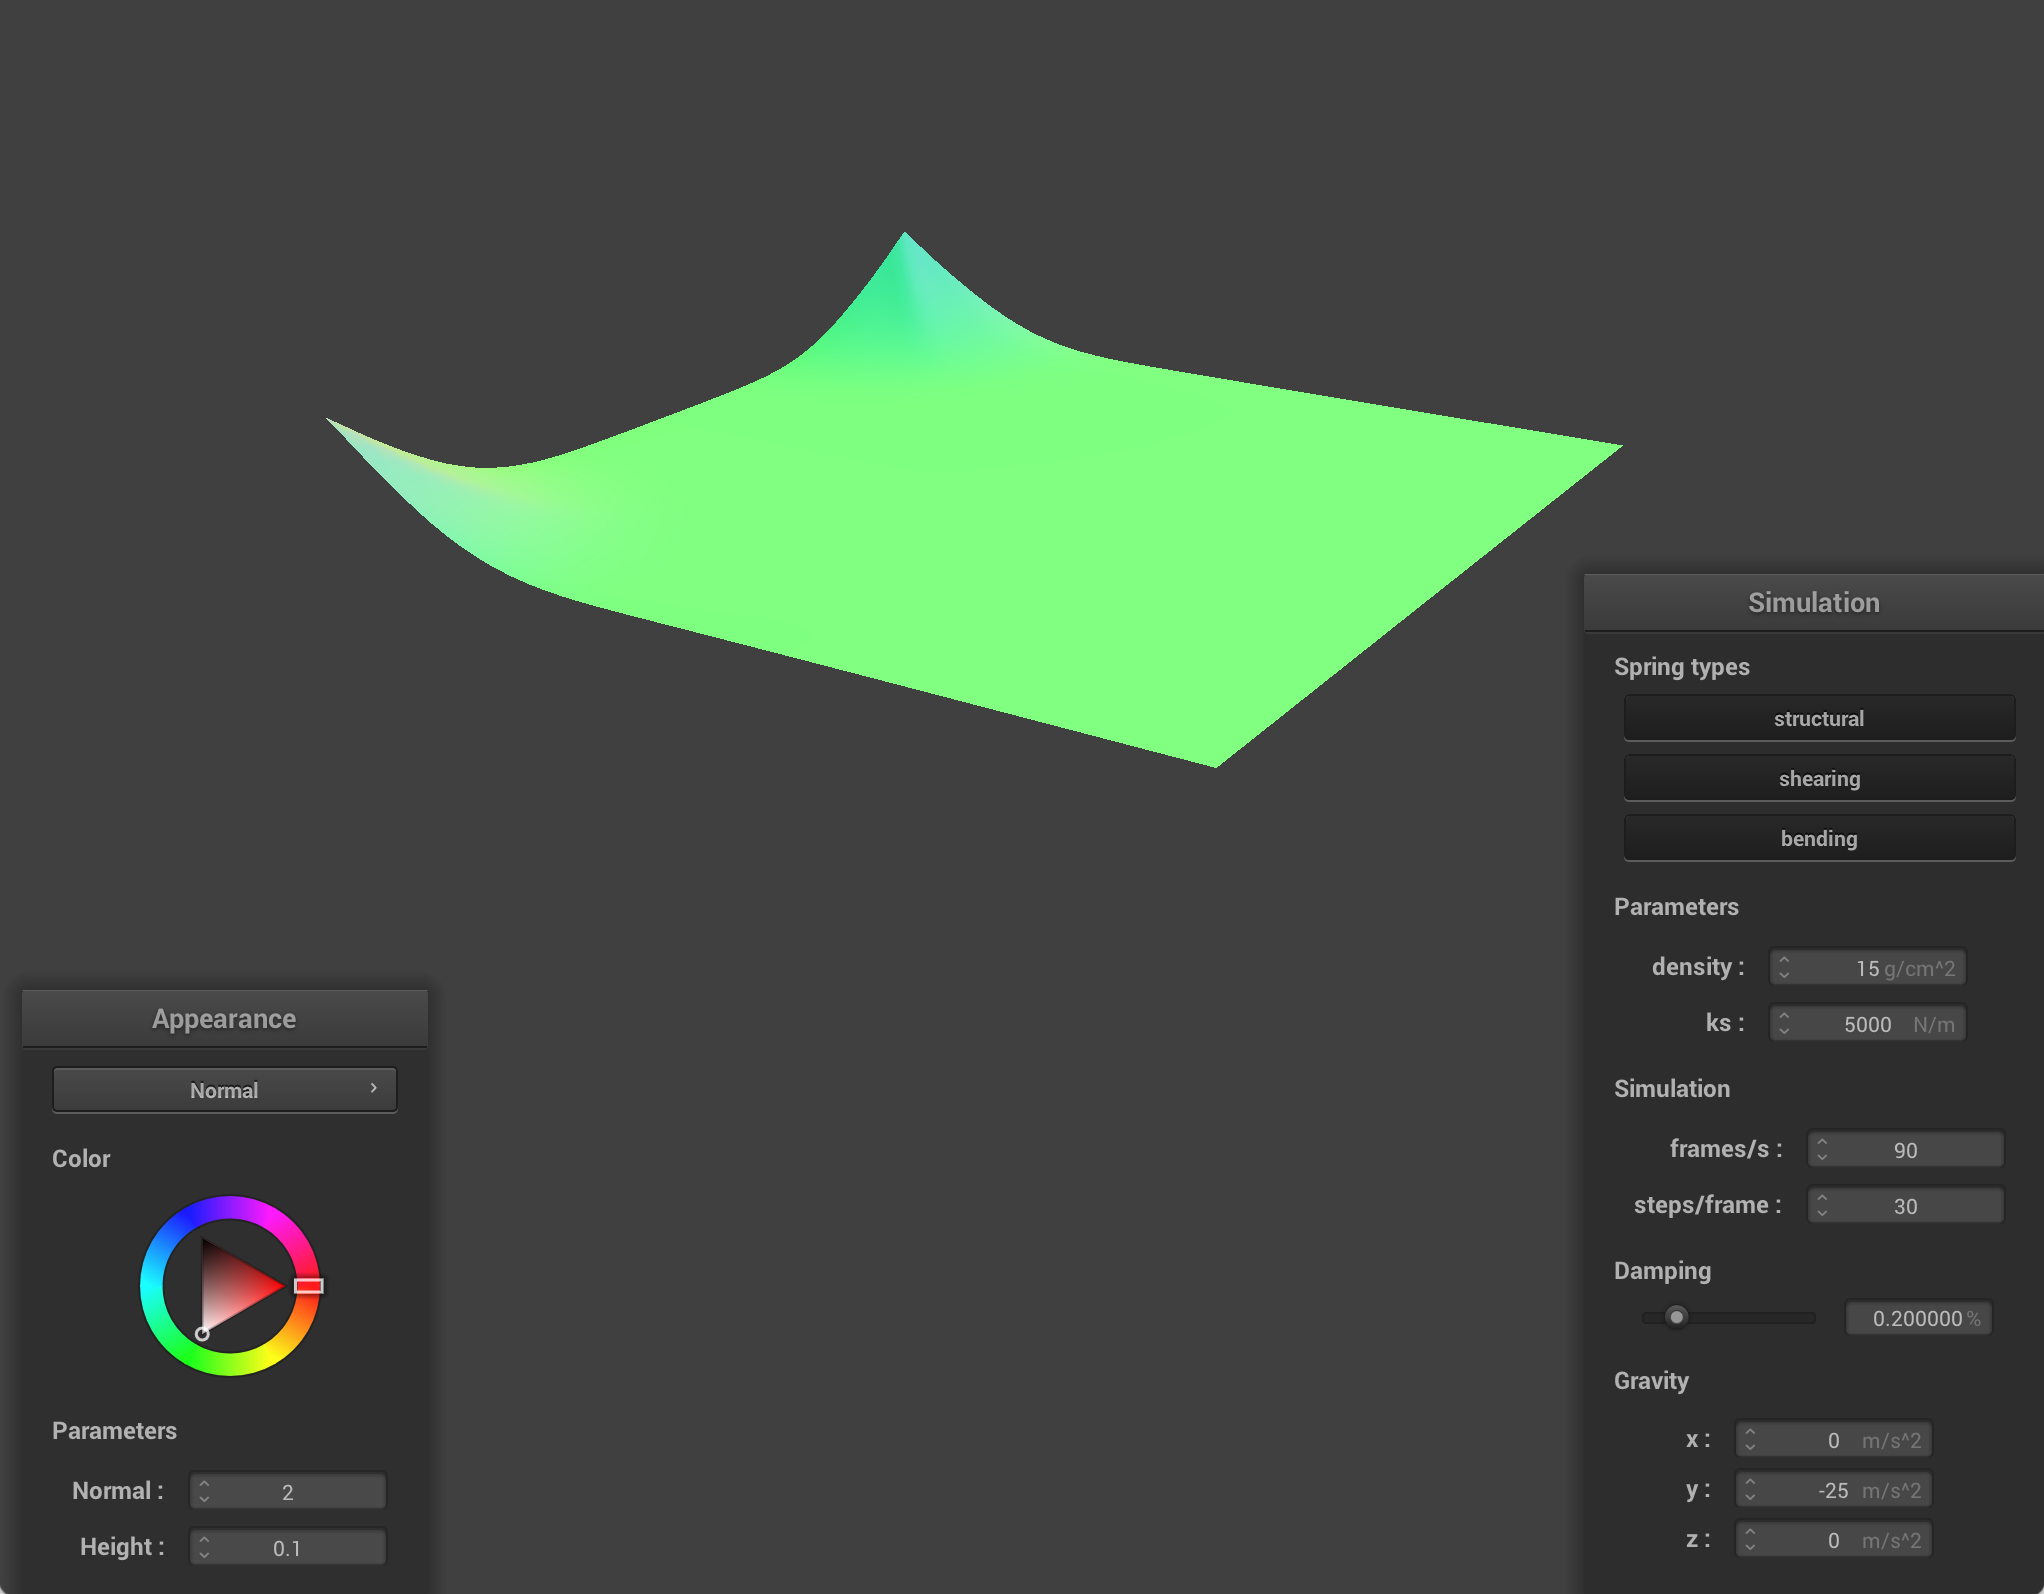 Simulation
Spring types
structural
shearing
bending
Parameters
density : 15 g/cm^2
ks : 5000 N/m
Simulation
frames/s : 90
steps/frame : 30
Damping
0.200000 %
Gravity
x : 0 m/s^2
y : -25 m/s^2
z : 0 m/s^2
Appearance
Normal
Color
Parameters
Normal : 2
Height : 0.1